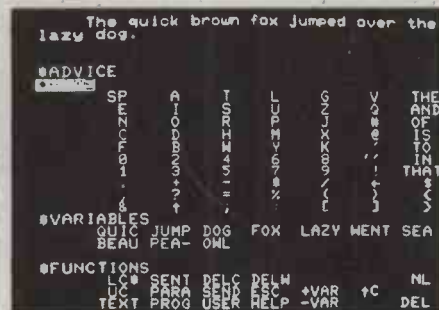 The quick brown fox jumped over the
lazy dog.
*ADVICE
SP A T L G V THE
E I S U Z Q AND
N O R P J # OF
C D H M X @ IS
F B W Y K ' TO
0 2 4 6 8 " IN
1 3 5 7 9 ! THAT
. + - * / ← $
, ? = % ( ) <
& ↑ ; : [ ] >
*VARIABLES
QUIC JUMP DOG FOX LAZY WENT SEA
BEAU PEA- OWL
*FUNCTIONS
LC* SENT DELC DELW NL
UC PARA SEND ESC +VAR ↑C
TEXT PROG USER HELP -VAR DEL